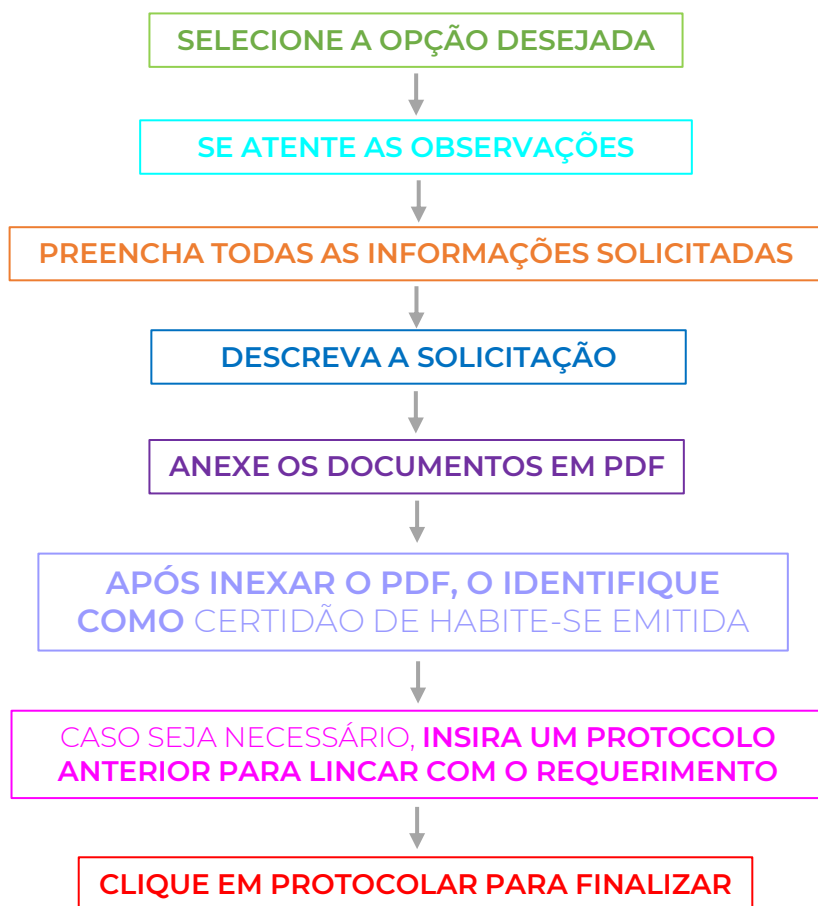 SELECIONE A OPÇÃO DESEJADA
SE ATENTE AS OBSERVAÇÕES
PREENCHA TODAS AS INFORMAÇÕES SOLICITADAS
DESCREVA A SOLICITAÇÃO
ANEXE OS DOCUMENTOS EM PDF
APÓS INEXAR O PDF, O IDENTIFIQUE
COMO CERTIDÃO DE HABITE-SE EMITIDA
CASO SEJA NECESSÁRIO, INSIRA UM PROTOCOLO
ANTERIOR PARA LINCAR COM O REQUERIMENTO
CLIQUE EM PROTOCOLAR PARA FINALIZAR